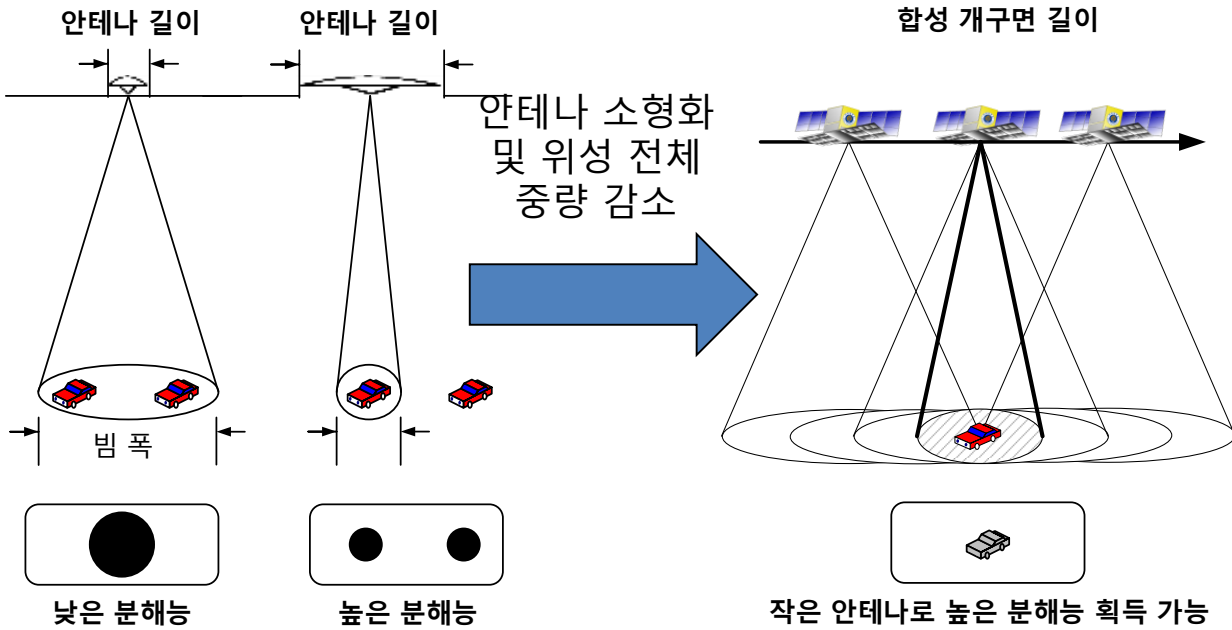 안테나 길이
안테나 길이
합성 개구면 길이
안테나 소형화
및 위성 전체
중량 감소
빔 폭
낮은 분해능
높은 분해능
작은 안테나로 높은 분해능 획득 가능